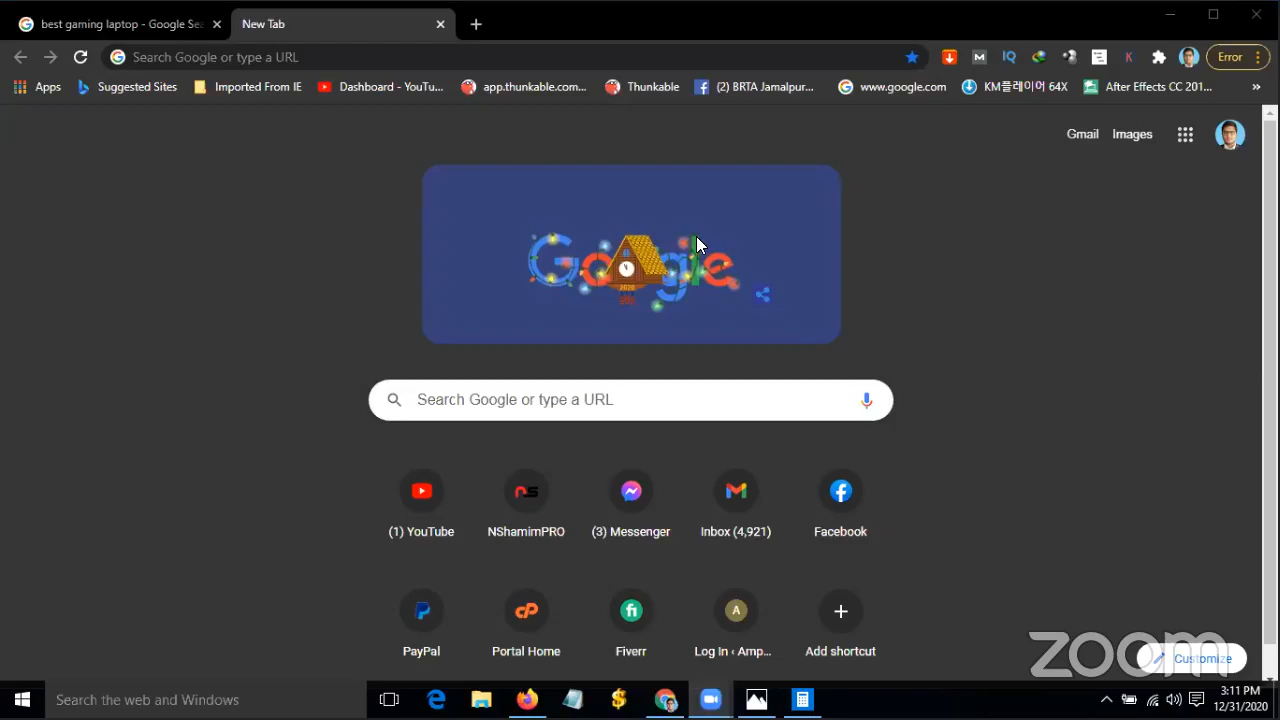 best gaming laptop - Google Sea
New Tab
Search Google or type a URL
Error
Apps
Suggested Sites
Imported From IE
Dashboard - YouTu...
app.thunkable.com...
Thunkable
(2) BRTA Jamalpur...
www.google.com
KM플레이어 64X
After Effects CC 201...
»
Gmail
Images
Google
2020
Search Google or type a URL
(1) YouTube
NShamimPRO
(3) Messenger
Inbox (4,921)
Facebook
PayPal
Portal Home
Fiverr
Log In ‹ Amp...
Add shortcut
zoom
Customize
Search the web and Windows
3:11 PM
12/31/2020